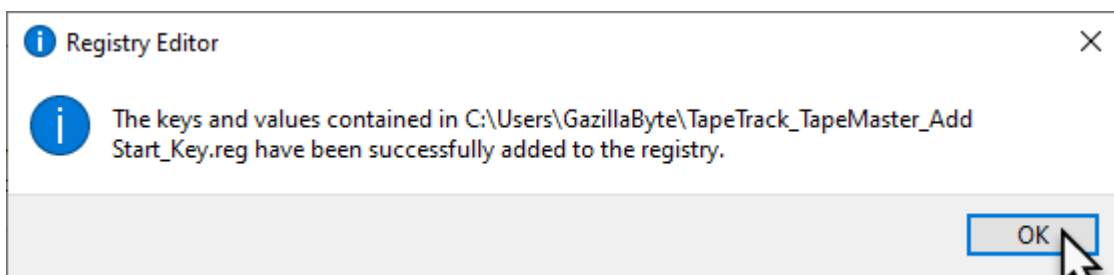 Registry Editor
The keys and values contained in C:\Users\GazillaByte\TapeTrack_TapeMaster_Add
Start_Key.reg have been successfully added to the registry.
OK